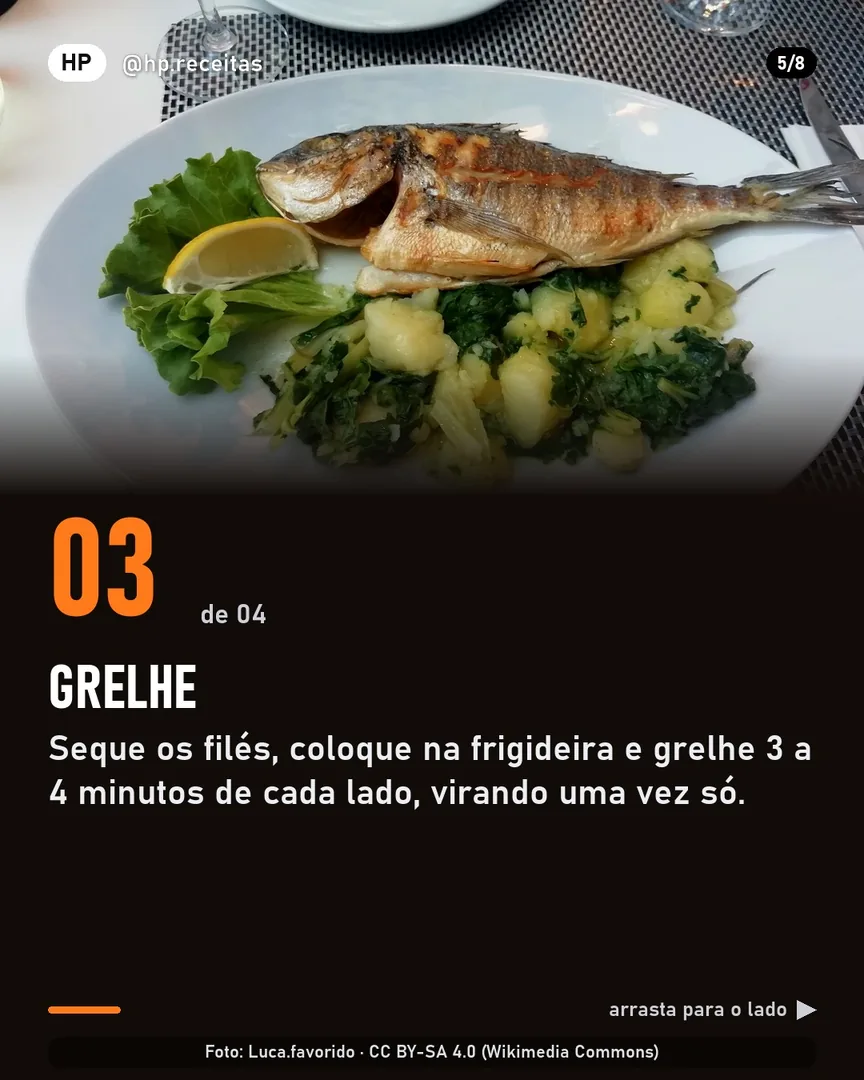 HP @hp.receitas 5/8
03 de 04
GRELHE
Seque os filés, coloque na frigideira e grelhe 3 a
4 minutos de cada lado, virando uma vez só.
arrasta para o lado ▶
Foto: Luca.favorido · CC BY-SA 4.0 (Wikimedia Commons)